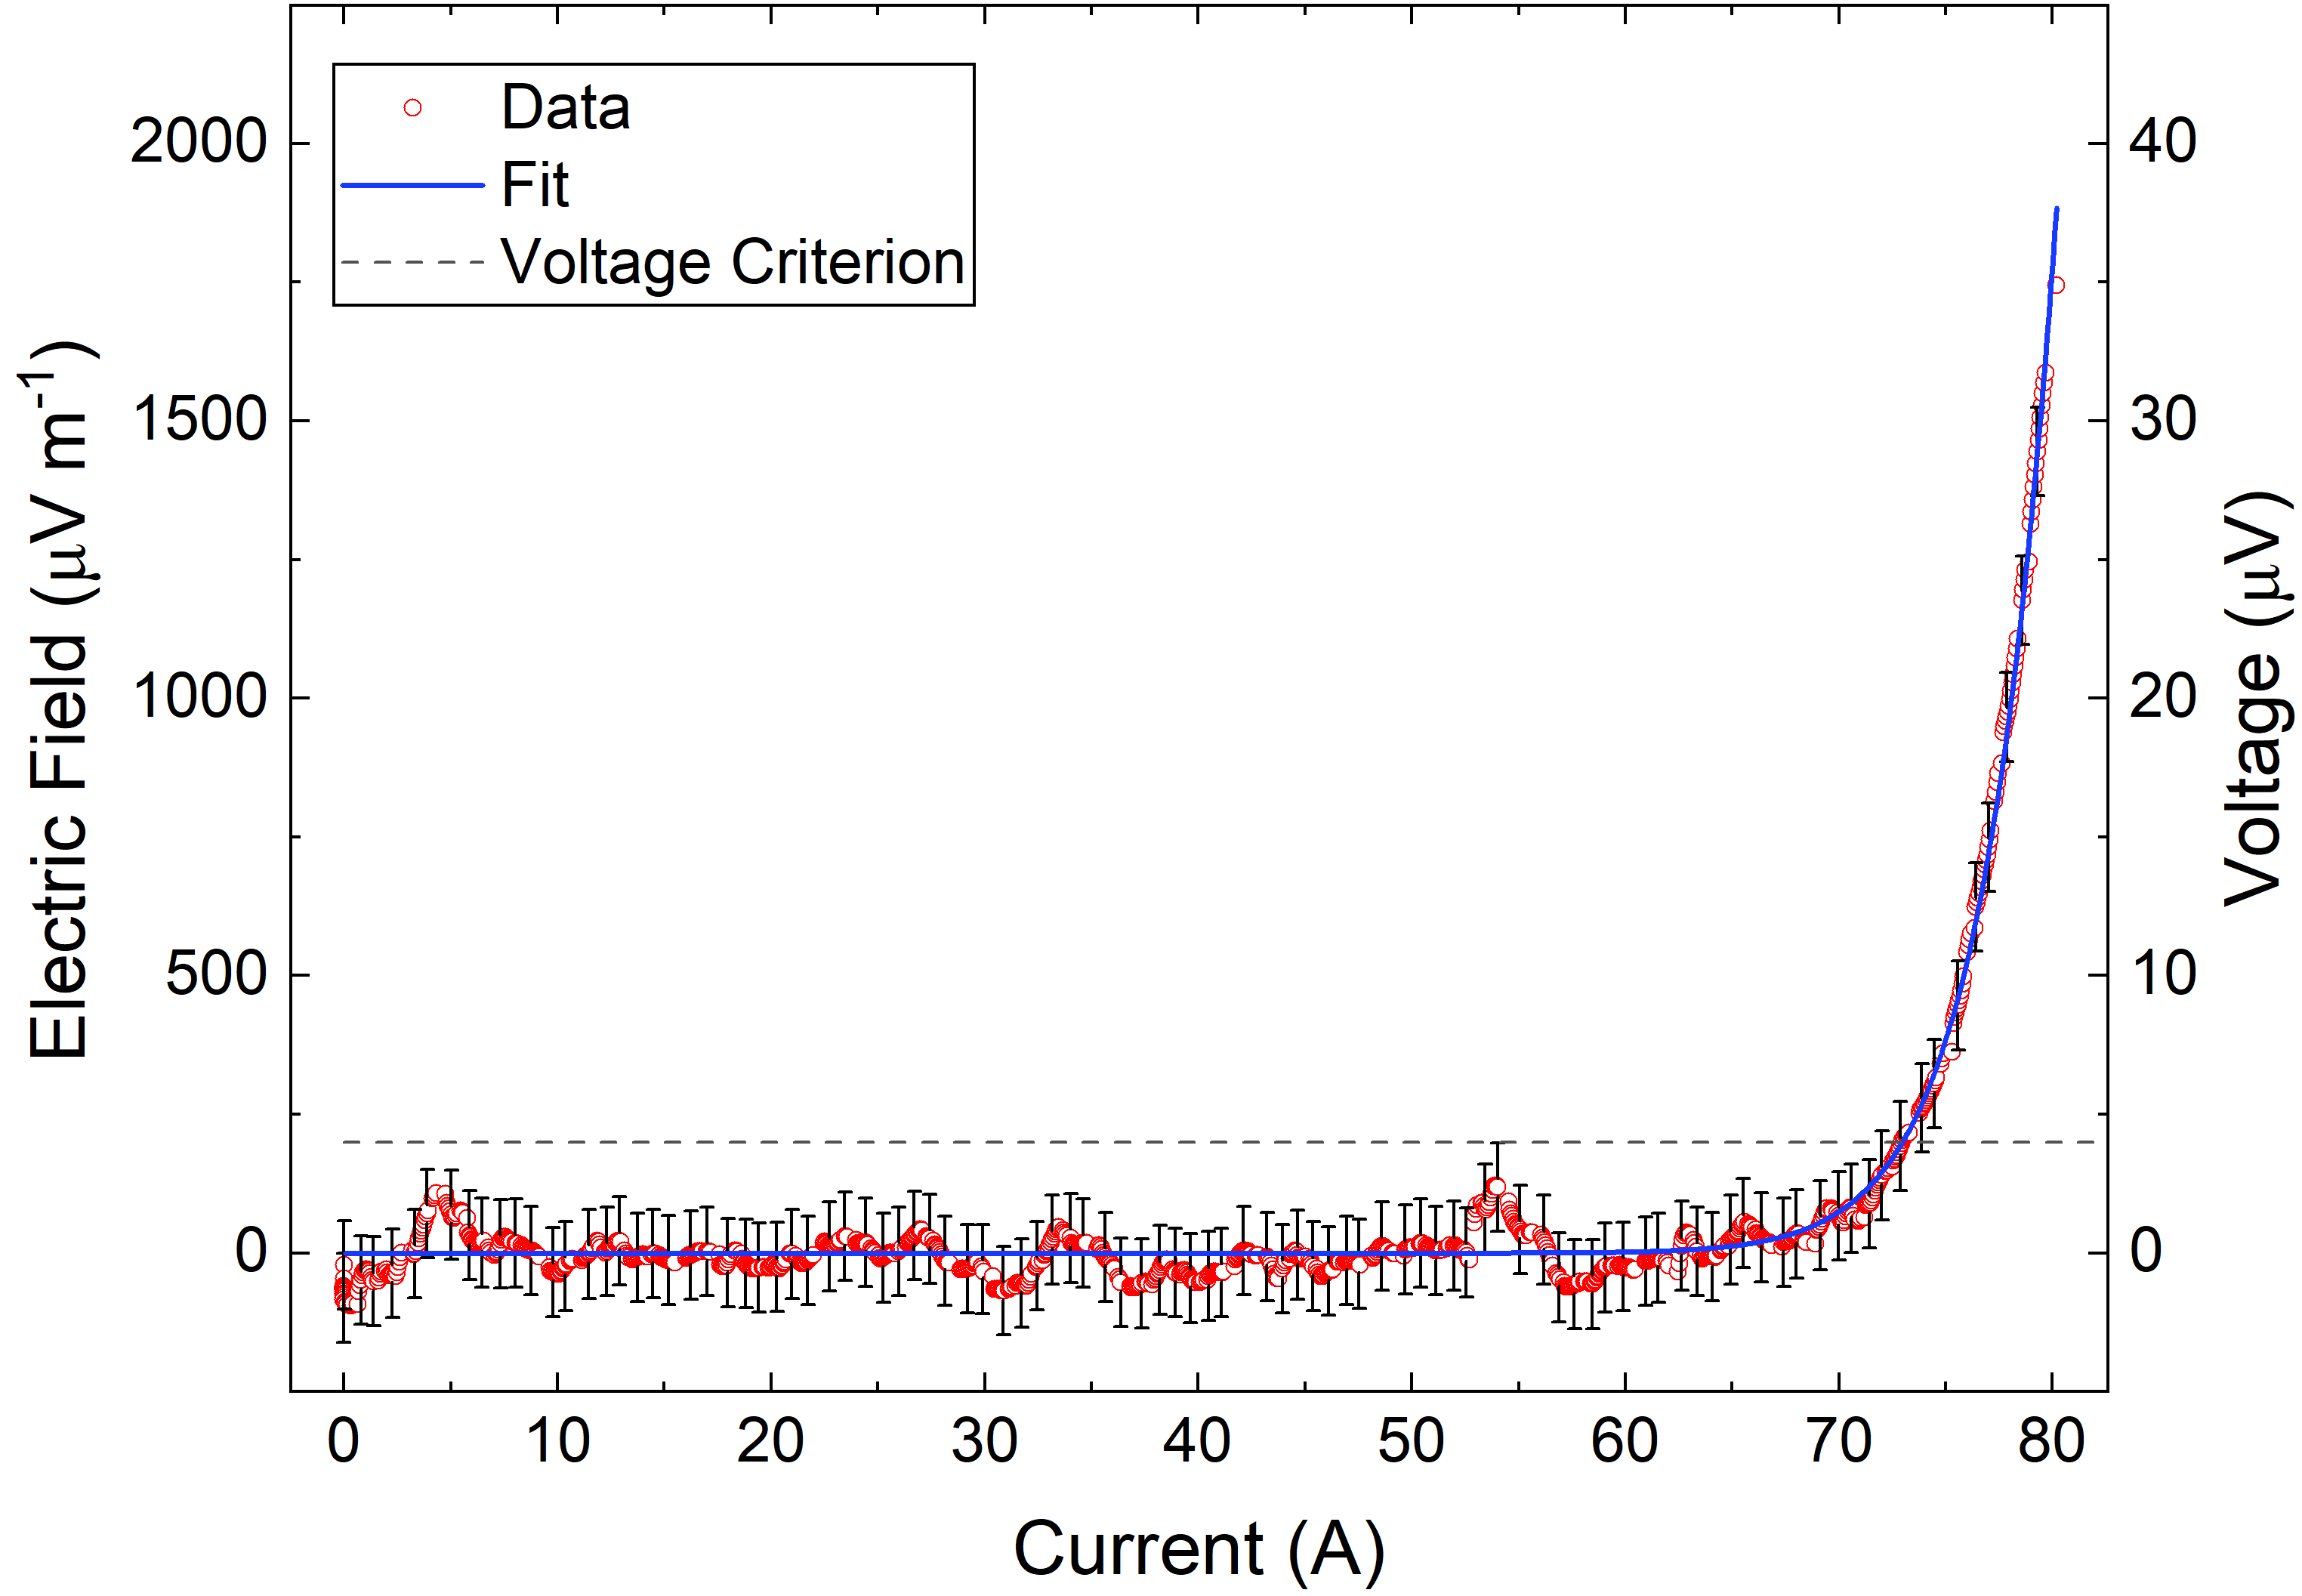 Data
Fit
Voltage Criterion
2000
1500
1000
500
0
Electric Field (μV m-1)
40
30
20
10
0
Voltage (μV)
0 10 20 30 40 50 60 70 80
Current (A)